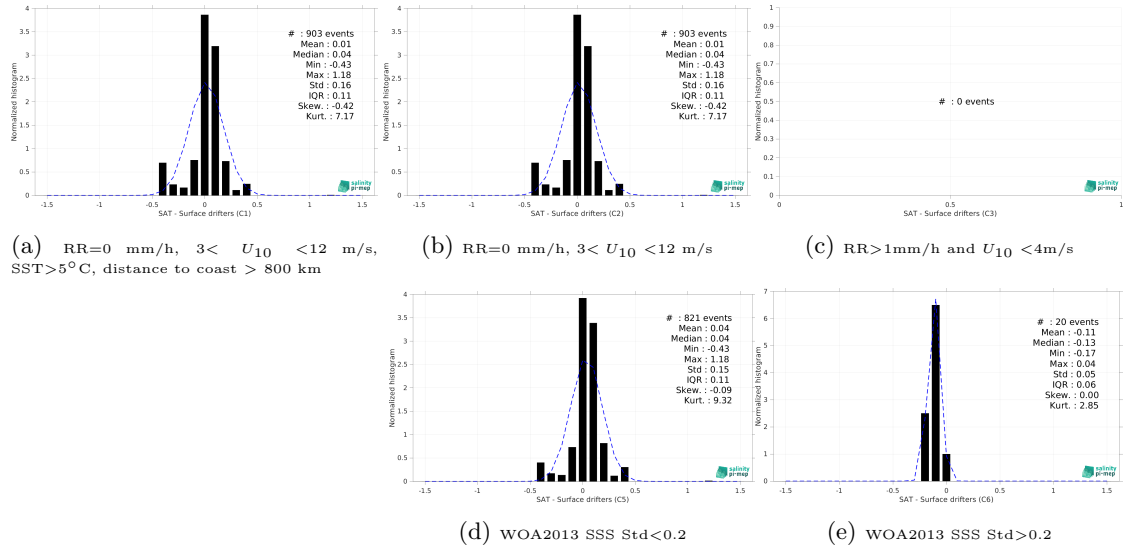 4
3.5
3
2.5
2
1.5
1
0.5
0
Normalized histogram
# : 903 events
Mean : 0.01
Median : 0.04
Min : -0.43
Max : 1.18
Std : 0.16
IQR : 0.11
Skew. : -0.42
Kurt. : 7.17
salinity
pi-mep
-1.5 -1 -0.5 0 0.5 1 1.5
SAT - Surface drifters (C1)
(a) RR=0 mm/h, 3< U10 <12 m/s,
SST>5°C, distance to coast > 800 km
4
3.5
3
2.5
2
1.5
1
0.5
0
Normalized histogram
# : 903 events
Mean : 0.01
Median : 0.04
Min : -0.43
Max : 1.18
Std : 0.16
IQR : 0.11
Skew. : -0.42
Kurt. : 7.17
salinity
pi-mep
-1.5 -1 -0.5 0 0.5 1 1.5
SAT - Surface drifters (C2)
(b) RR=0 mm/h, 3< U10 <12 m/s
1
0.9
0.8
0.7
0.6
0.5
0.4
0.3
0.2
0.1
0
Normalized histogram
# : 0 events
salinity
pi-mep
0 0.5 1
SAT - Surface drifters (C3)
(c) RR>1mm/h and U10 <4m/s
4
3.5
3
2.5
2
1.5
1
0.5
0
Normalized histogram
# : 821 events
Mean : 0.04
Median : 0.04
Min : -0.43
Max : 1.18
Std : 0.15
IQR : 0.11
Skew. : -0.09
Kurt. : 9.32
salinity
pi-mep
-1.5 -1 -0.5 0 0.5 1 1.5
SAT - Surface drifters (C5)
(d) WOA2013 SSS Std<0.2
7
6
5
4
3
2
1
0
Normalized histogram
# : 20 events
Mean : -0.11
Median : -0.13
Min : -0.17
Max : 0.04
Std : 0.05
IQR : 0.06
Skew. : 0.00
Kurt. : 2.85
salinity
pi-mep
-1.5 -1 -0.5 0 0.5 1 1.5
SAT - Surface drifters (C6)
(e) WOA2013 SSS Std>0.2